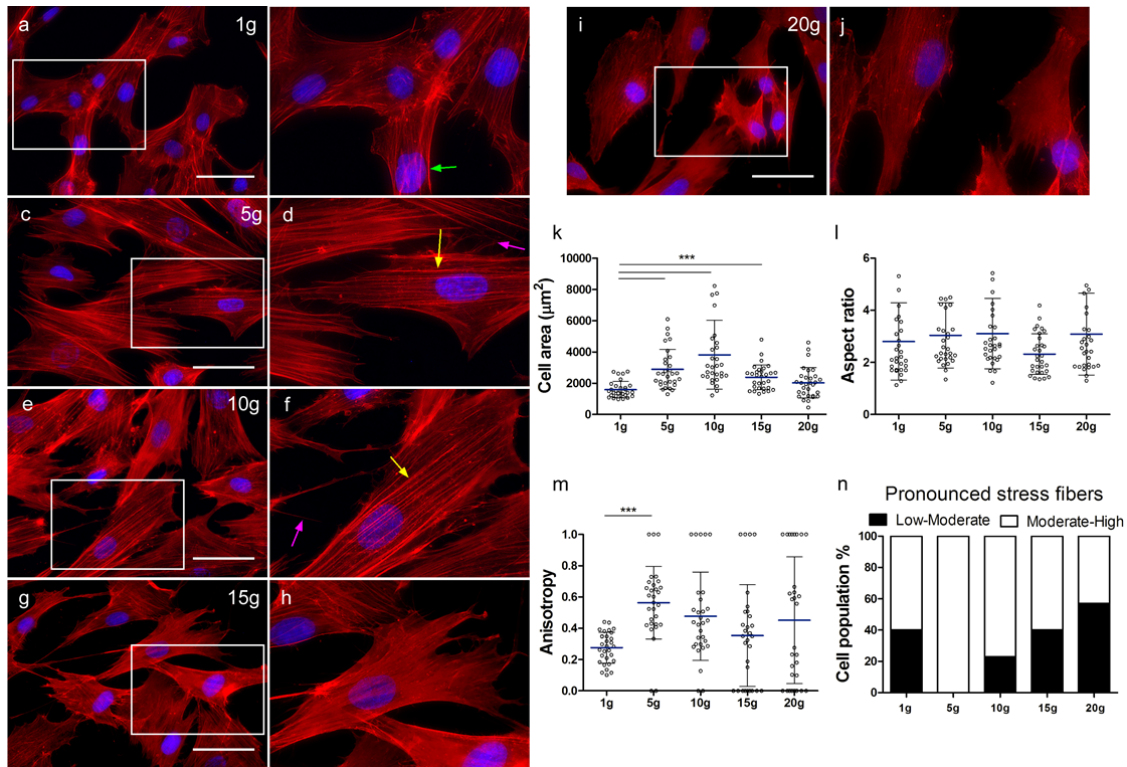 a 1g
i 20g j
c 5g d
k
***
Cell area (μm²)
10000
8000
6000
4000
2000
0
1g 5g 10g 15g 20g
l
Aspect ratio
6
4
2
0
1g 5g 10g 15g 20g
e 10g f
g 15g h
m
***
Anisotropy
1.0
0.8
0.6
0.4
0.2
0.0
1g 5g 10g 15g 20g
n
Pronounced stress fibers
Low-Moderate Moderate-High
Cell population %
100
80
60
40
20
0
1g 5g 10g 15g 20g